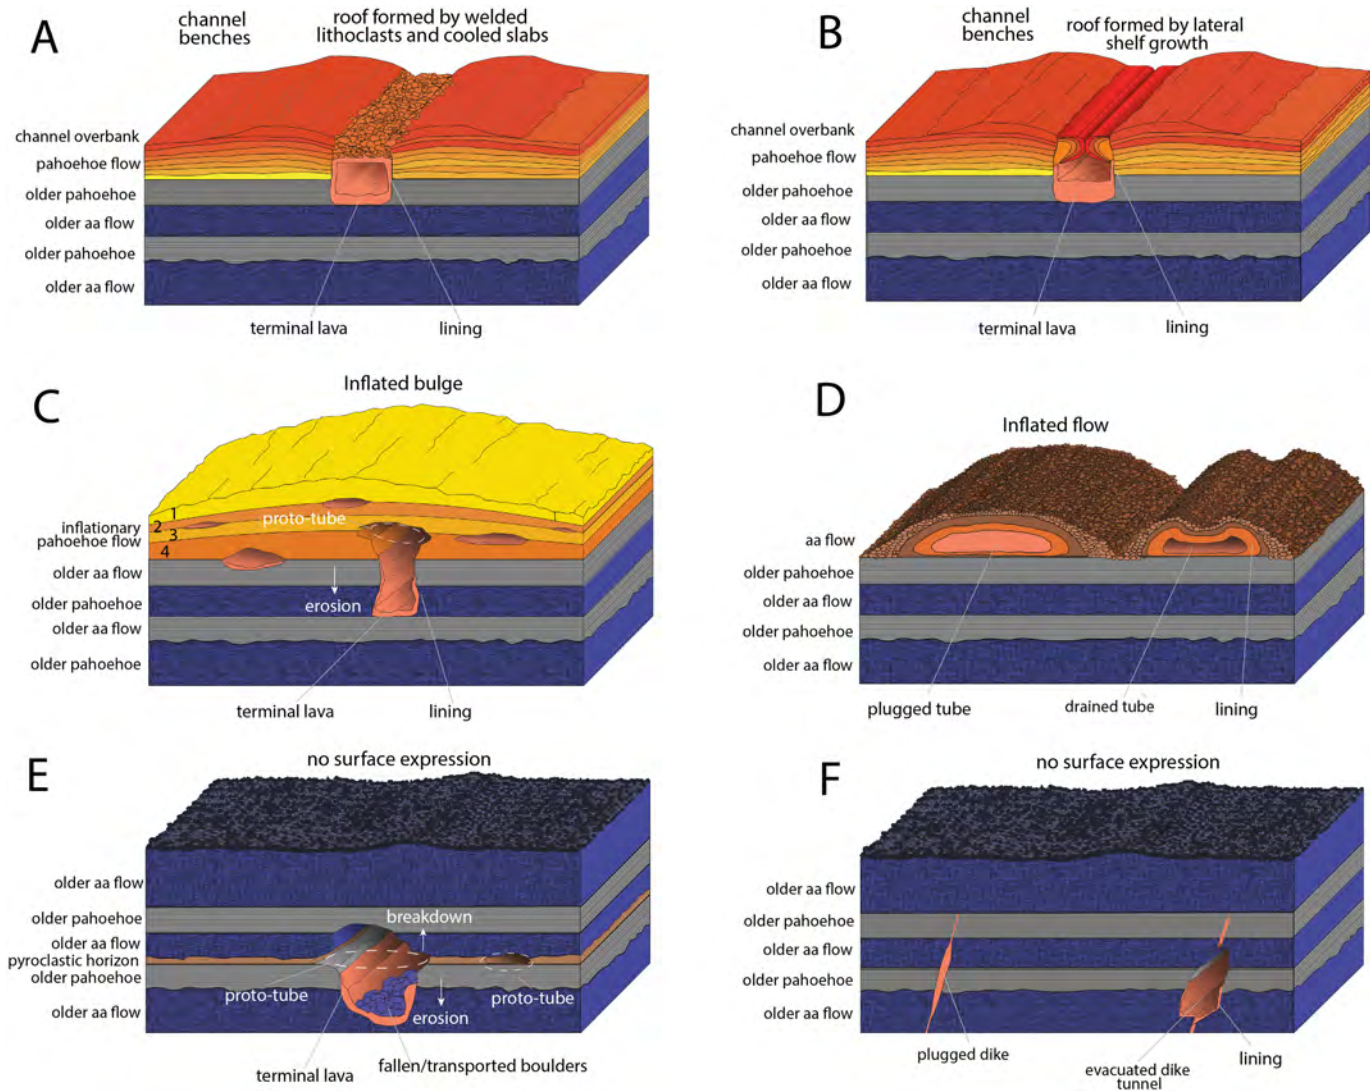 A
channel
benches
roof formed by welded
lithoclasts and cooled slabs
channel overbank
pahoehoe flow
older pahoehoe
older aa flow
older pahoehoe
older aa flow
terminal lava
lining
B
channel
benches
roof formed by lateral
shelf growth
channel overbank
pahoehoe flow
older pahoehoe
older aa flow
older pahoehoe
older aa flow
terminal lava
lining
C
Inflated bulge
1
2
3
4
proto-tube
inflationary
pahoehoe flow
older aa flow
older pahoehoe
older aa flow
older pahoehoe
erosion
terminal lava
lining
D
Inflated flow
aa flow
older pahoehoe
older aa flow
older pahoehoe
older aa flow
plugged tube
drained tube
lining
E
no surface expression
older aa flow
older pahoehoe
breakdown
older aa flow
pyroclastic horizon
older pahoehoe
proto-tube
proto-tube
older aa flow
erosion
terminal lava
fallen/transported boulders
F
no surface expression
older aa flow
older pahoehoe
older aa flow
older pahoehoe
older aa flow
plugged dike
evacuated dike
tunnel
lining